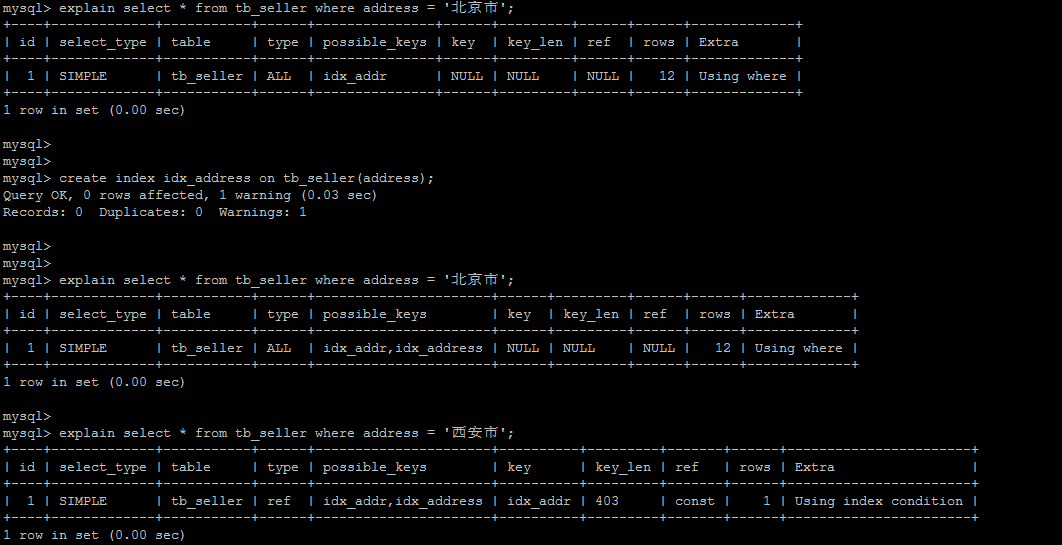 mysql> explain select * from tb_seller where address = '北京市';
+----+-------------+-----------+------+---------------+------+---------+------+------+-------------+
| id | select_type | table     | type | possible_keys | key  | key_len | ref  | rows | Extra       |
+----+-------------+-----------+------+---------------+------+---------+------+------+-------------+
|  1 | SIMPLE      | tb_seller | ALL  | idx_addr      | NULL | NULL    | NULL |   12 | Using where |
+----+-------------+-----------+------+---------------+------+---------+------+------+-------------+
1 row in set (0.00 sec)
mysql>
mysql>
mysql> create index idx_address on tb_seller(address);
Query OK, 0 rows affected, 1 warning (0.03 sec)
Records: 0  Duplicates: 0  Warnings: 1
mysql>
mysql>
mysql> explain select * from tb_seller where address = '北京市';
+----+-------------+-----------+------+----------------------+------+---------+------+------+-------------+
| id | select_type | table     | type | possible_keys        | key  | key_len | ref  | rows | Extra       |
+----+-------------+-----------+------+----------------------+------+---------+------+------+-------------+
|  1 | SIMPLE      | tb_seller | ALL  | idx_addr,idx_address | NULL | NULL    | NULL |   12 | Using where |
+----+-------------+-----------+------+----------------------+------+---------+------+------+-------------+
1 row in set (0.00 sec)
mysql>
mysql> explain select * from tb_seller where address = '西安市';
+----+-------------+-----------+------+----------------------+----------+---------+-------+------+-----------------------+
| id | select_type | table     | type | possible_keys        | key      | key_len | ref   | rows | Extra                 |
+----+-------------+-----------+------+----------------------+----------+---------+-------+------+-----------------------+
|  1 | SIMPLE      | tb_seller | ref  | idx_addr,idx_address | idx_addr | 403     | const |    1 | Using index condition |
+----+-------------+-----------+------+----------------------+----------+---------+-------+------+-----------------------+
1 row in set (0.00 sec)